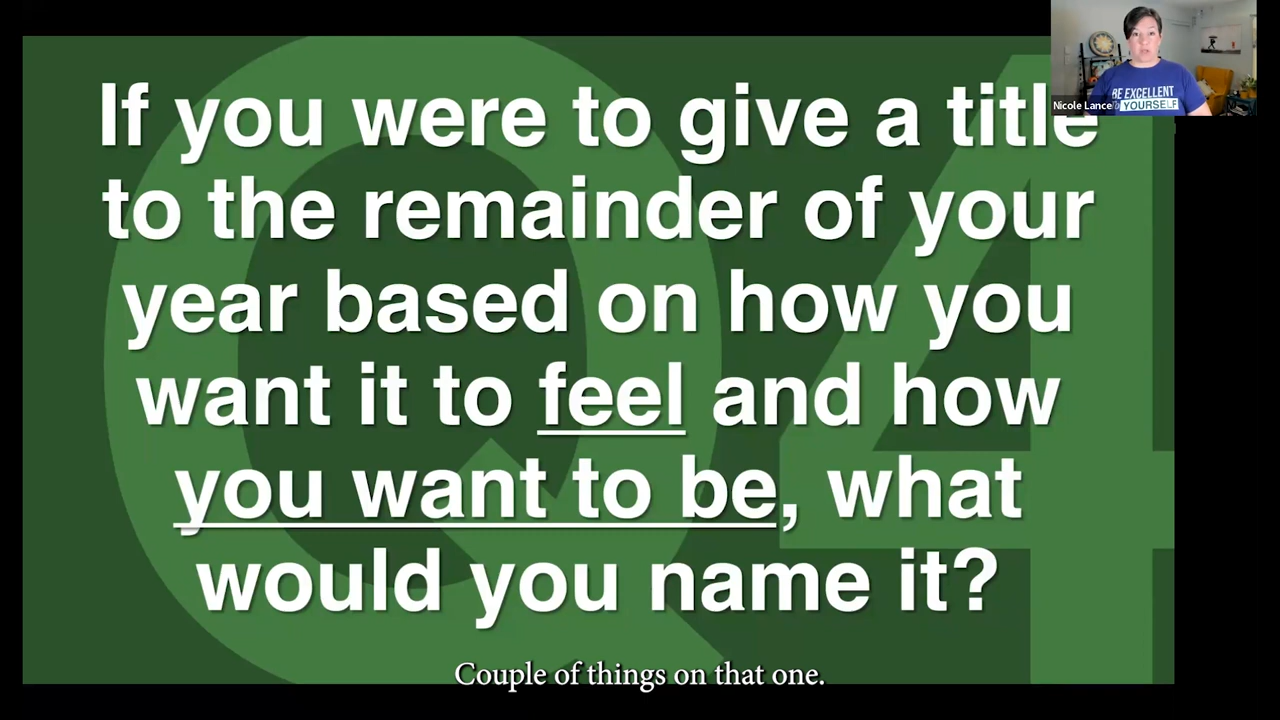 If you were to give a title
to the remainder of your
year based on how you
want it to feel and how
you want to be, what
would you name it?
Q4
Nicole Lance
BE EXCELLENT
TO YOURSELF
Couple of things on that one.